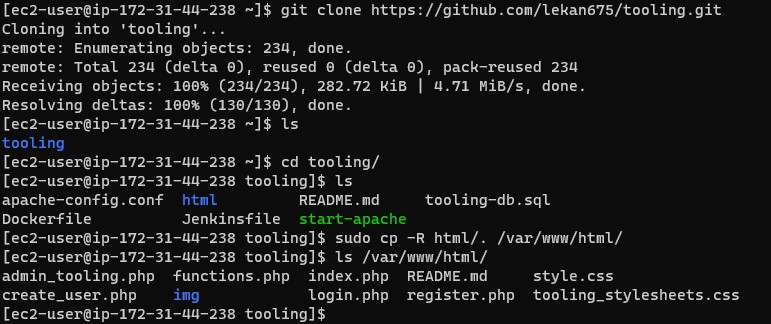 [ec2-user@ip-172-31-44-238 ~]$ git clone https://github.com/lekan675/tooling.git
Cloning into 'tooling'...
remote: Enumerating objects: 234, done.
remote: Total 234 (delta 0), reused 0 (delta 0), pack-reused 234
Receiving objects: 100% (234/234), 282.72 KiB | 4.71 MiB/s, done.
Resolving deltas: 100% (130/130), done.
[ec2-user@ip-172-31-44-238 ~]$ ls
tooling
[ec2-user@ip-172-31-44-238 ~]$ cd tooling/
[ec2-user@ip-172-31-44-238 tooling]$ ls
apache-config.conf  html         README.md     tooling-db.sql
Dockerfile          Jenkinsfile  start-apache
[ec2-user@ip-172-31-44-238 tooling]$ sudo cp -R html/. /var/www/html/
[ec2-user@ip-172-31-44-238 tooling]$ ls /var/www/html/
admin_tooling.php  functions.php  index.php  README.md     style.css
create_user.php    img            login.php  register.php  tooling_stylesheets.css
[ec2-user@ip-172-31-44-238 tooling]$